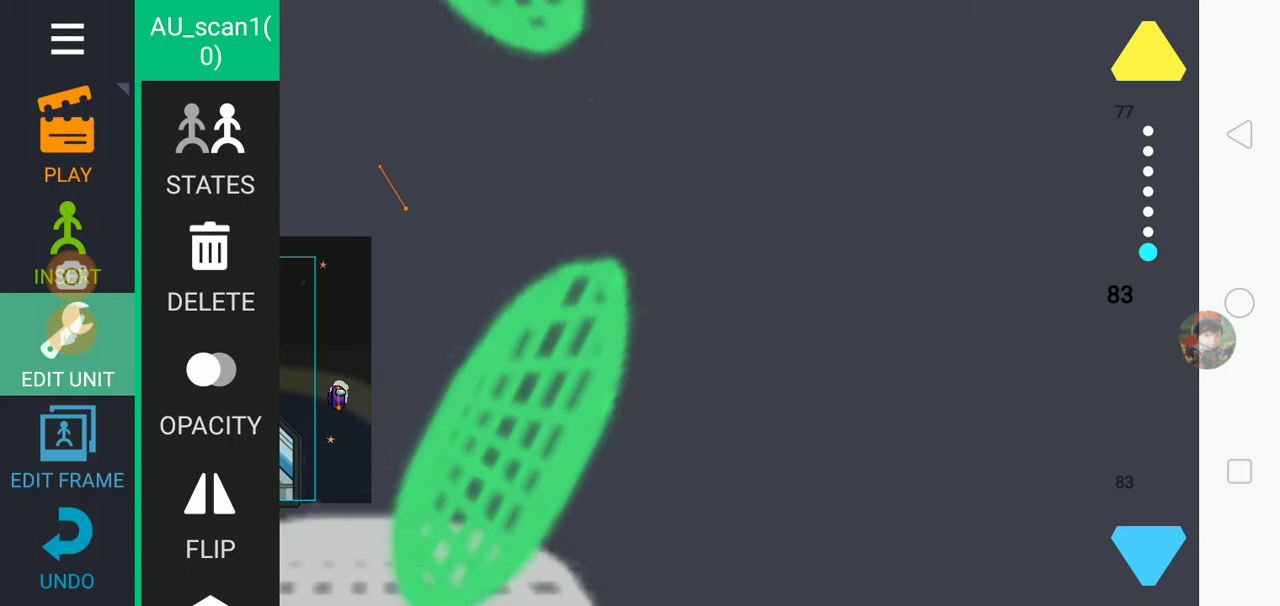 AU_scan1(
0)
PLAY
INSERT
EDIT UNIT
EDIT FRAME
UNDO
STATES
DELETE
OPACITY
FLIP
77
83
83